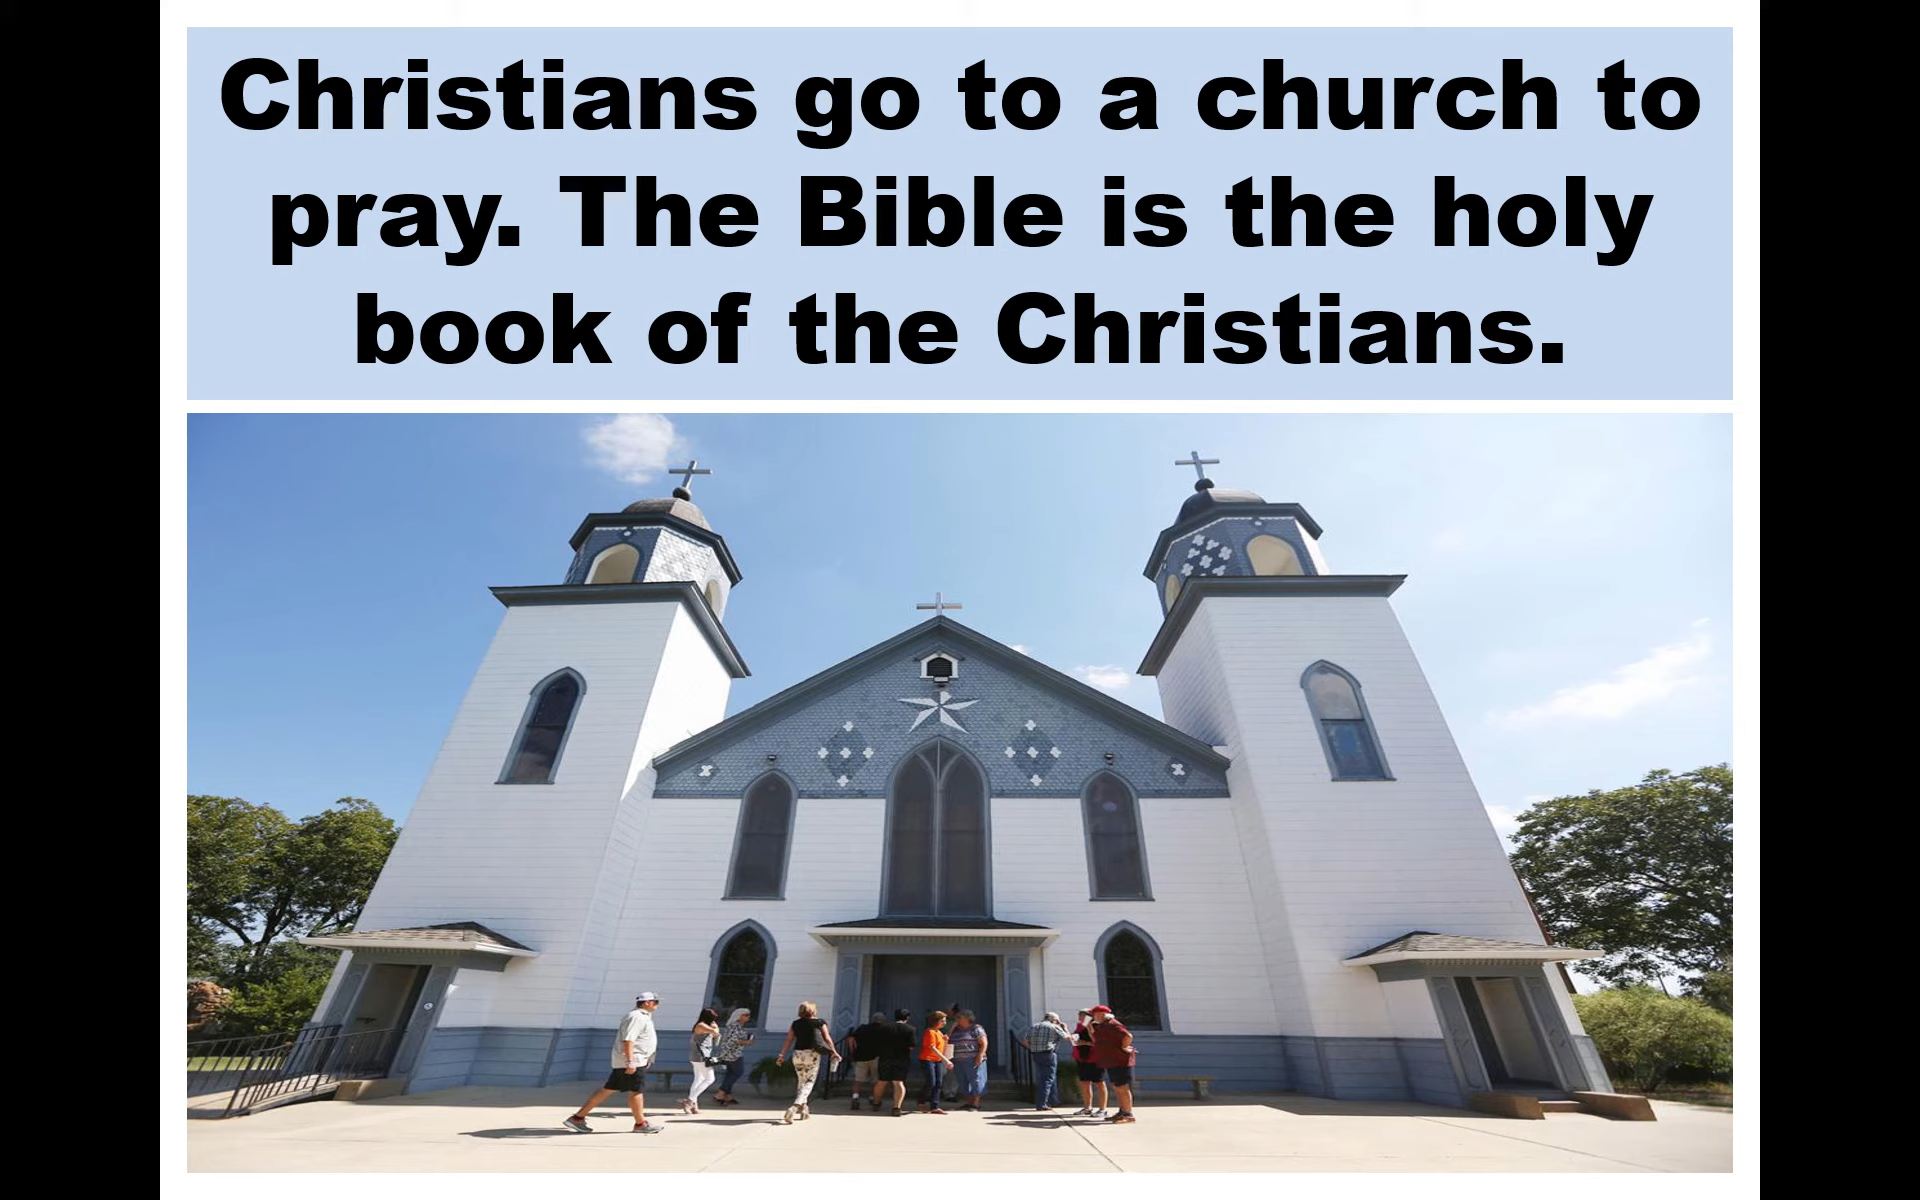 Christians go to a church to
pray. The Bible is the holy
book of the Christians.